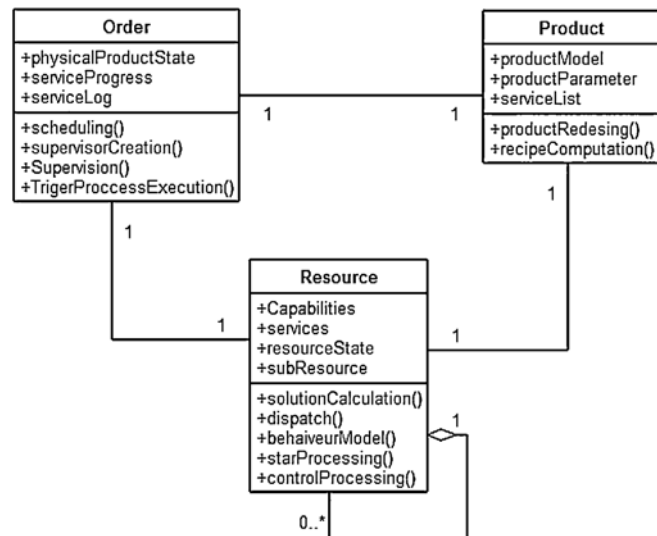 Order
+physicalProductState
+serviceProgress
+serviceLog
+scheduling()
+supervisorCreation()
+Supervision()
+TrigerProccessExecution()
1
1
Product
+productModel
+productParameter
+serviceList
+productRedesing()
+recipeComputation()
1
1
1
1
Resource
+Capabilities
+services
+resourceState
+subResource
+solutionCalculation()
+dispatch()
+behaiveurModel()
+starProcessing()
+controlProcessing()
1
0..*